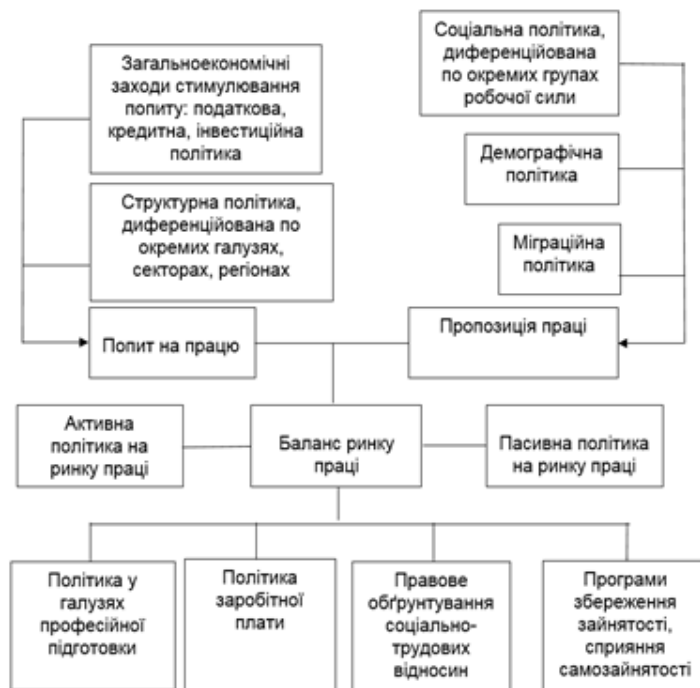 Загальноекономічні
заходи стимулювання
попиту: податкова,
кредитна, інвестиційна
політика
Соціальна політика,
диференційована
по окремих групах
робочої сили
Демографічна
політика
Структурна політика,
диференційована по
окремих галузях,
секторах, регіонах
Міграційна
політика
Попит на працю
Пропозиція праці
Активна
політика на
ринку праці
Баланс ринку
праці
Пасивна політика
на ринку праці
Політика у
галузях
професійної
підготовки
Політика
заробітної
плати
Правове
обґрунтування
соціально-
трудових
відносин
Програми
збереження
зайнятості,
сприяння
самозайнятості